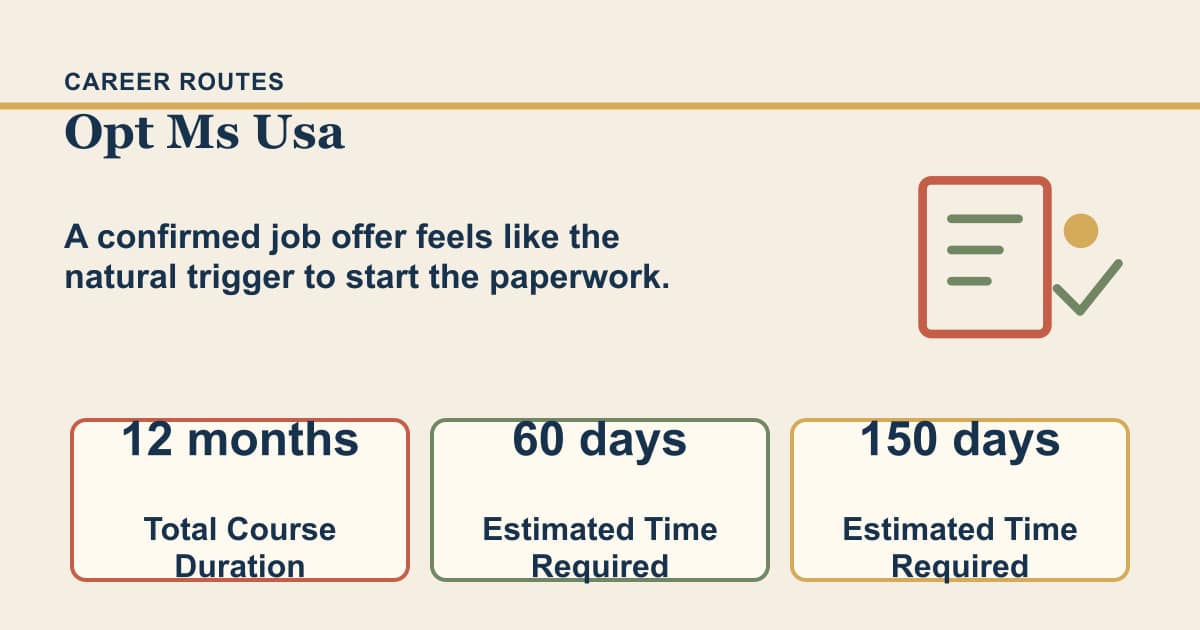 CAREER ROUTES
Opt Ms Usa
A confirmed job offer feels like the
natural trigger to start the paperwork.
12 months
Total Course
Duration
60 days
Estimated Time
Required
150 days
Estimated Time
Required